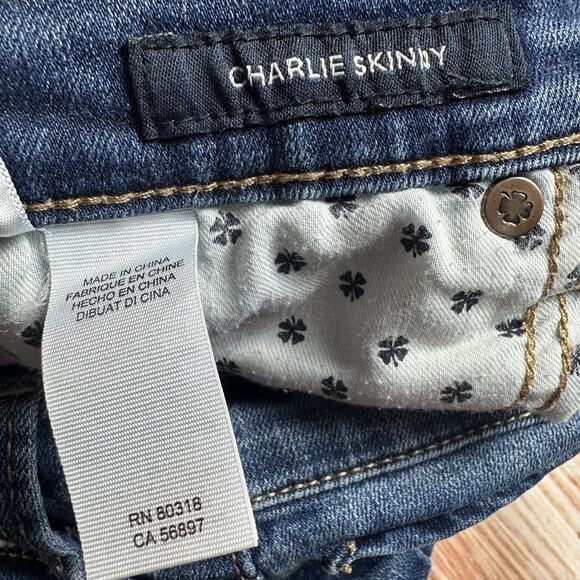 CHARLIE SKINNY
MADE IN CHINA
FABRIQUE EN CHINE
HECHO EN CHINA
DIBUAT DI CINA
RN 80318
CA 56897